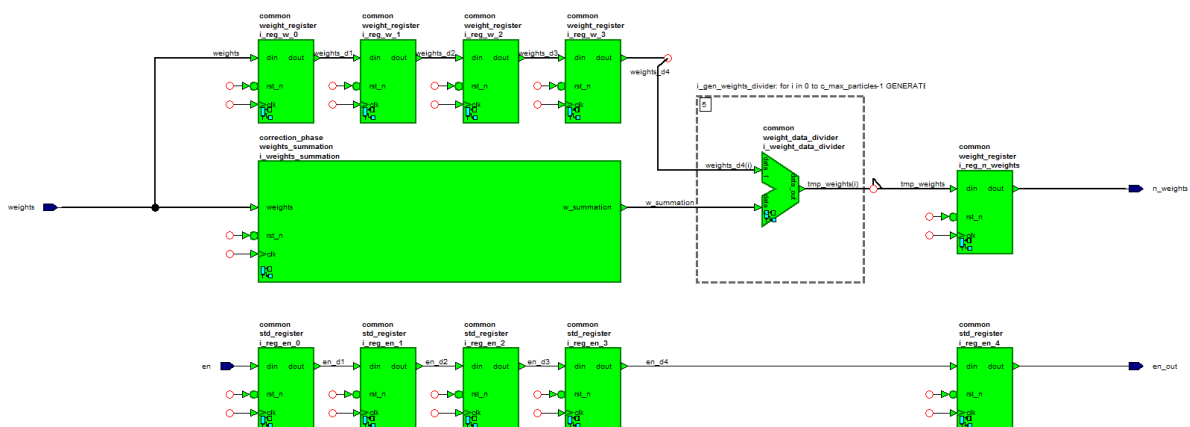 common
weight_register
i_reg_w_0
common
weight_register
i_reg_w_1
common
weight_register
i_reg_w_2
common
weight_register
i_reg_w_3
weights
din dout
weights_d1
din dout
weights_d2
din dout
weights_d3
din dout
weights_d4
rst_n
rst_n
rst_n
rst_n
clk
clk
clk
clk
i_gen_weights_divider: for i in 0 to c_max_particles-1 GENERATE
5
correction_phase
weights_summation
i_weights_summation
common
weight_data_divider
i_weight_data_divider
common
weight_register
i_reg_n_weights
weights_d4(i)
data_out
tmp_weights(i)
tmp_weights
din dout
n_weights
weights
weights
w_summation
w_summation
rst_n
clk
rst_n
clk
common
std_register
i_reg_en_0
common
std_register
i_reg_en_1
common
std_register
i_reg_en_2
common
std_register
i_reg_en_3
common
std_register
i_reg_en_4
en
din dout
en_d1
din dout
en_d2
din dout
en_d3
din dout
en_d4
din dout
en_out
rst_n
rst_n
rst_n
rst_n
rst_n
clk
clk
clk
clk
clk